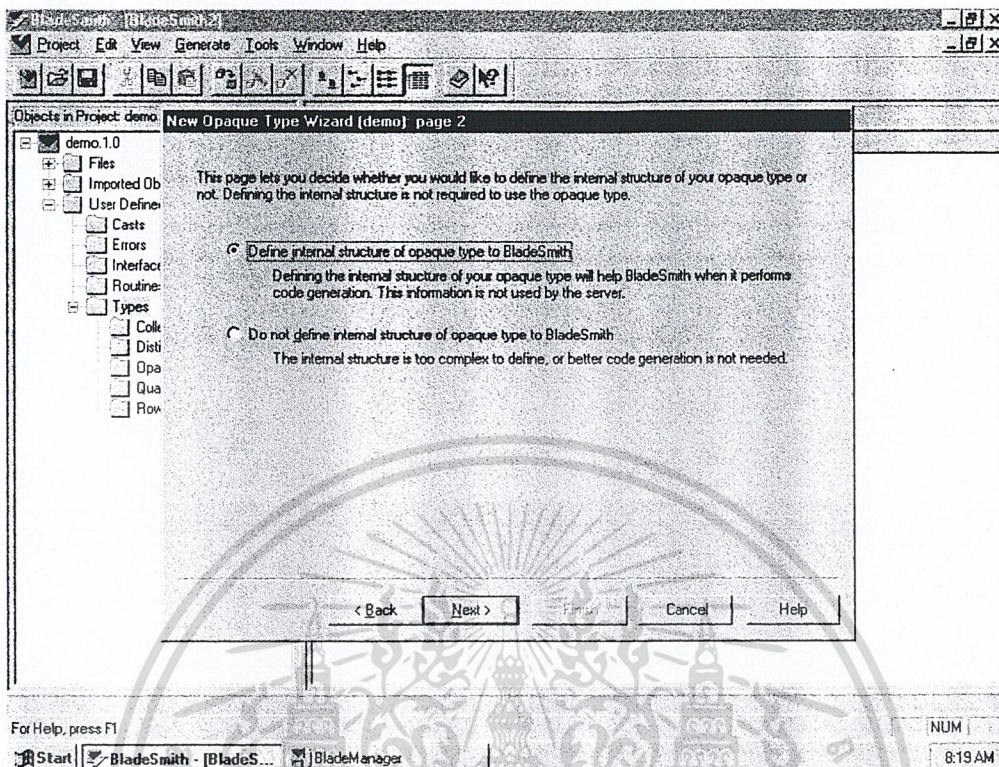 BladeSmith - [BladeSmith2]
Project Edit View Generate Tools Window Help
Objects in Project: demo
New Opaque Type Wizard (demo): page 2
demo.1.0
Files
Imported Ob
User Define
Casts
Errors
Interface
Routine
Types
Colle
Disti
Opa
Qua
Row
This page lets you decide whether you would like to define the internal structure of your opaque type or
not. Defining the internal structure is not required to use the opaque type.
Define internal structure of opaque type to BladeSmith
Defining the internal structure of your opaque type will help BladeSmith when it performs
code generation. This information is not used by the server.
Do not define internal structure of opaque type to BladeSmith
The internal structure is too complex to define, or better code generation is not needed.
< Back Next > Finish Cancel Help
For Help, press F1 NUM
Start BladeSmith - [BladeS... BladeManager 8:19 AM